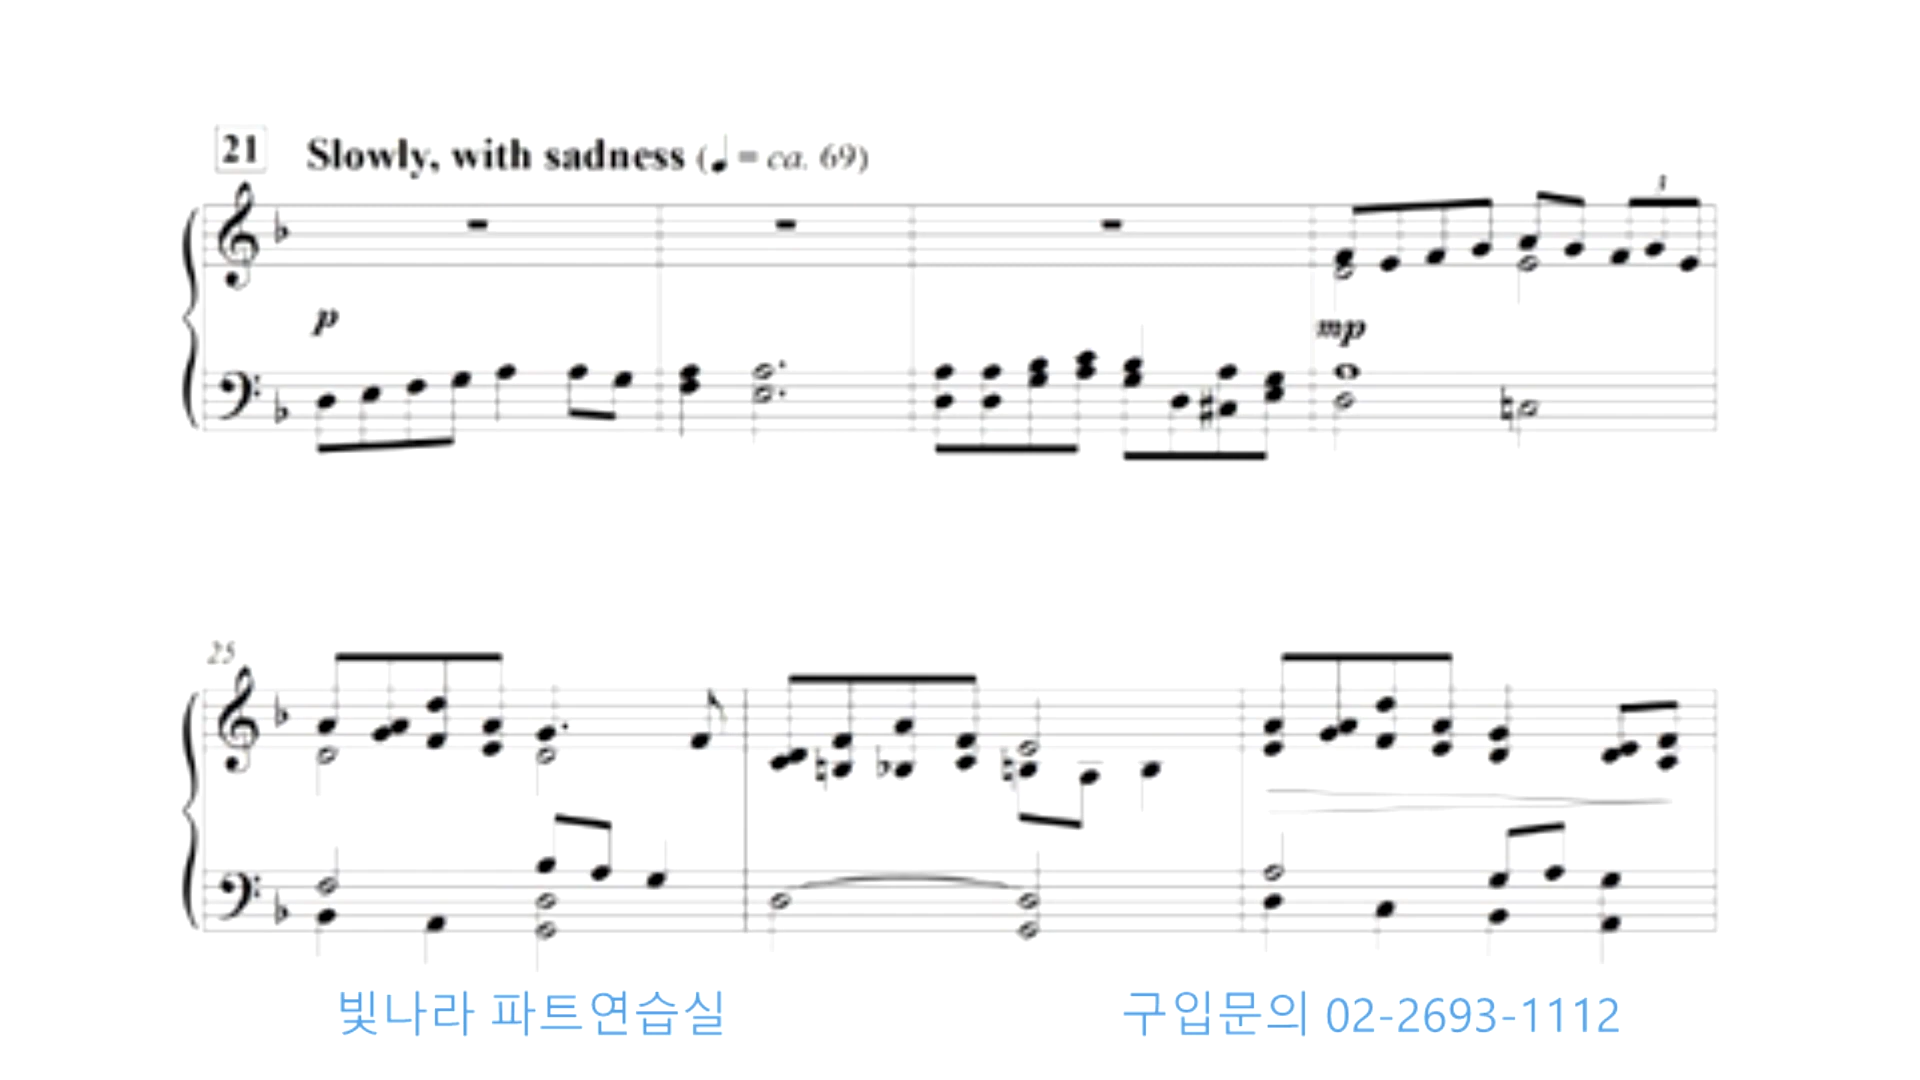 21 Slowly, with sadness (♩ = ca. 69)
3
p
mp
25
빛나라 파트연습실
구입문의 02-2693-1112